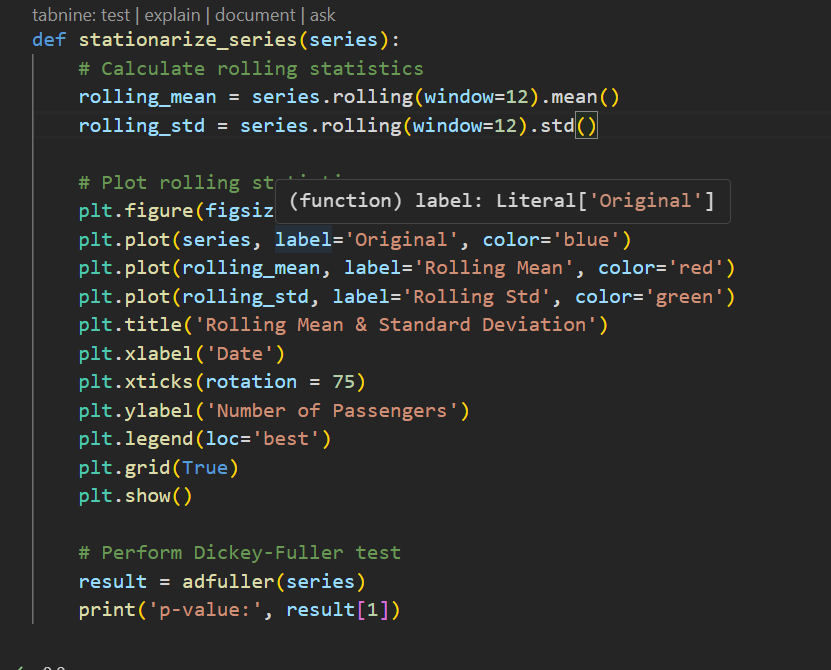 tabnine: test | explain | document | ask
def stationarize_series(series):
# Calculate rolling statistics
rolling_mean = series.rolling(window=12).mean()
rolling_std = series.rolling(window=12).std()
# Plot rolling
(function) label: Literal['Original']
plt.figure(figsiz
plt.plot(series, label='Original', color='blue')
plt.plot(rolling_mean, label='Rolling Mean', color='red')
plt.plot(rolling_std, label='Rolling Std', color='green')
plt.title('Rolling Mean & Standard Deviation')
plt.xlabel('Date')
plt.xticks(rotation = 75)
plt.ylabel('Number of Passengers')
plt.legend(loc='best')
plt.grid(True)
plt.show()
# Perform Dickey-Fuller test
result = adfuller(series)
print('p-value:', result[1])